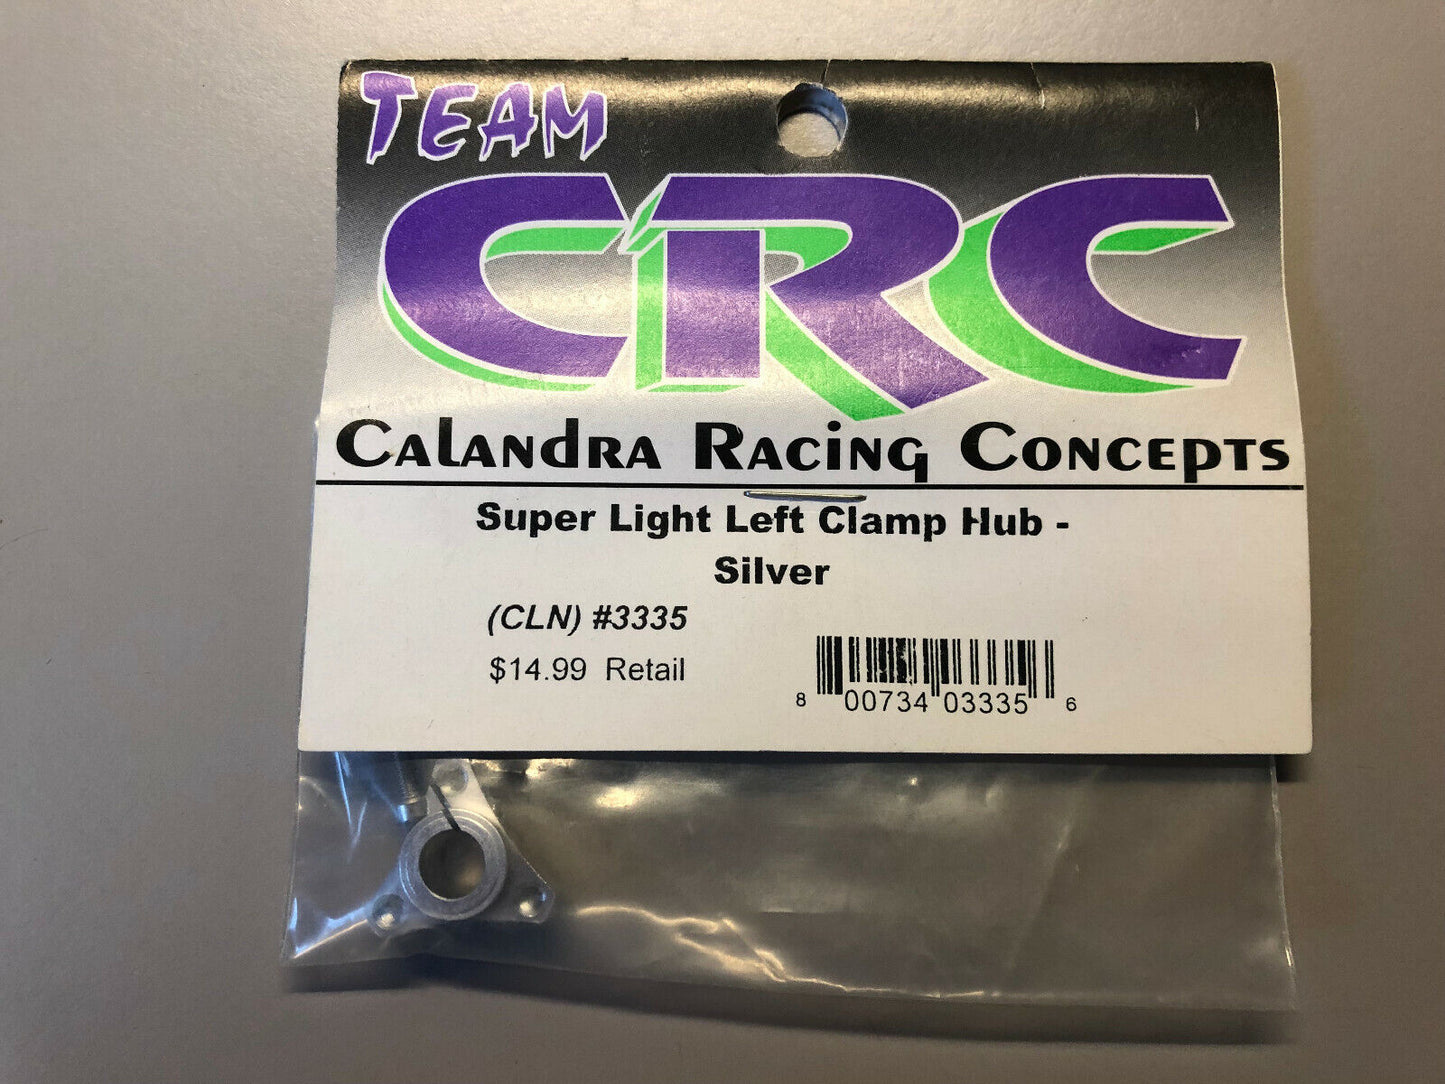 TEAM
CRC
Calandra Racing Concepts
Super Light Left Clamp Hub -
Silver
(CLN) #3335
$14.99 Retail
8 00734 03335 6